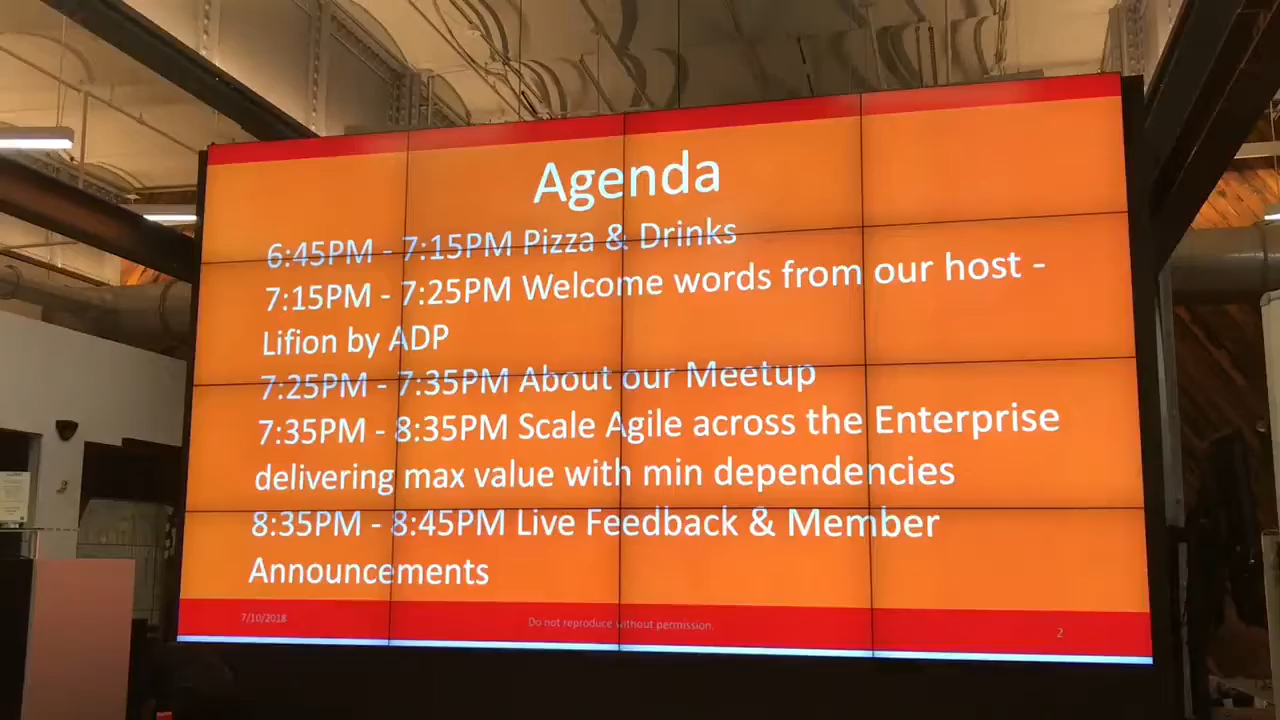 Agenda
6:45PM - 7:15PM Pizza & Drinks
7:15PM - 7:25PM Welcome words from our host -
Lifion by ADP
7:25PM - 7:35PM About our Meetup
7:35PM - 8:35PM Scale Agile across the Enterprise
delivering max value with min dependencies
8:35PM - 8:45PM Live Feedback & Member
Announcements
7/10/2018
Do not reproduce without permission.
2